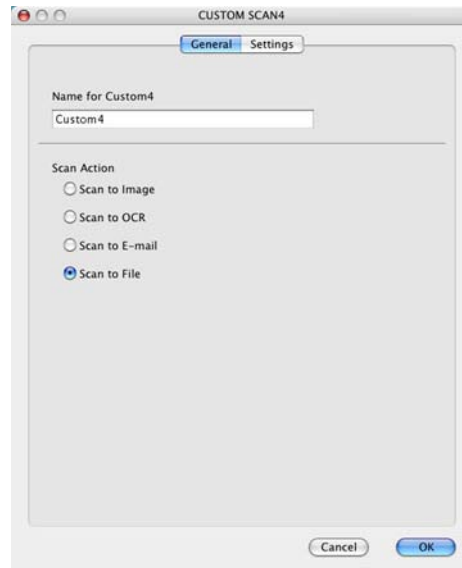 CUSTOM SCAN4
General Settings
Name for Custom4
Custom4
Scan Action
Scan to Image
Scan to OCR
Scan to E-mail
Scan to File
Cancel OK